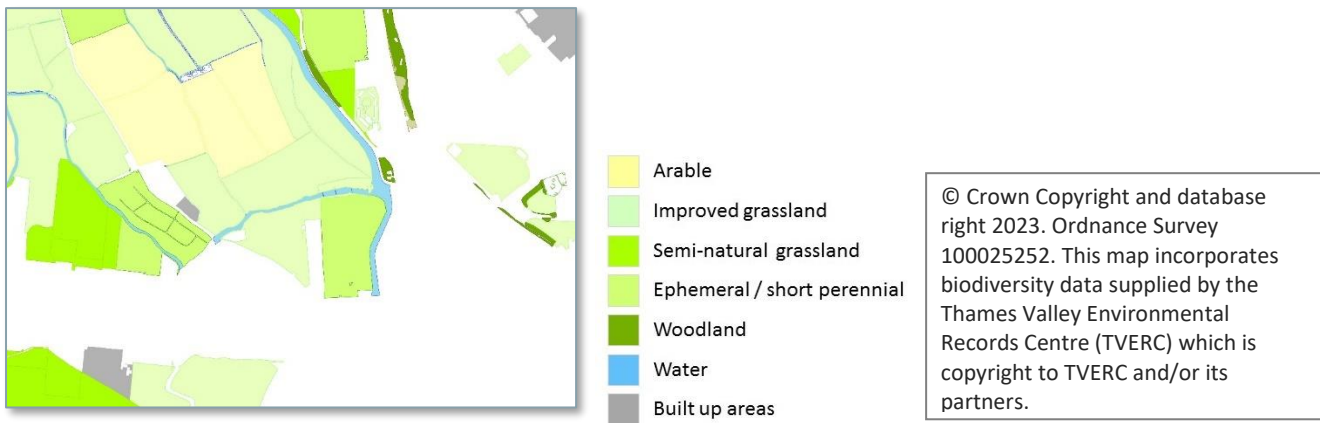 Arable
Improved grassland
Semi-natural grassland
Ephemeral / short perennial
Woodland
Water
Built up areas
© Crown Copyright and database
right 2023. Ordnance Survey
100025252. This map incorporates
biodiversity data supplied by the
Thames Valley Environmental
Records Centre (TVERC) which is
copyright to TVERC and/or its
partners.